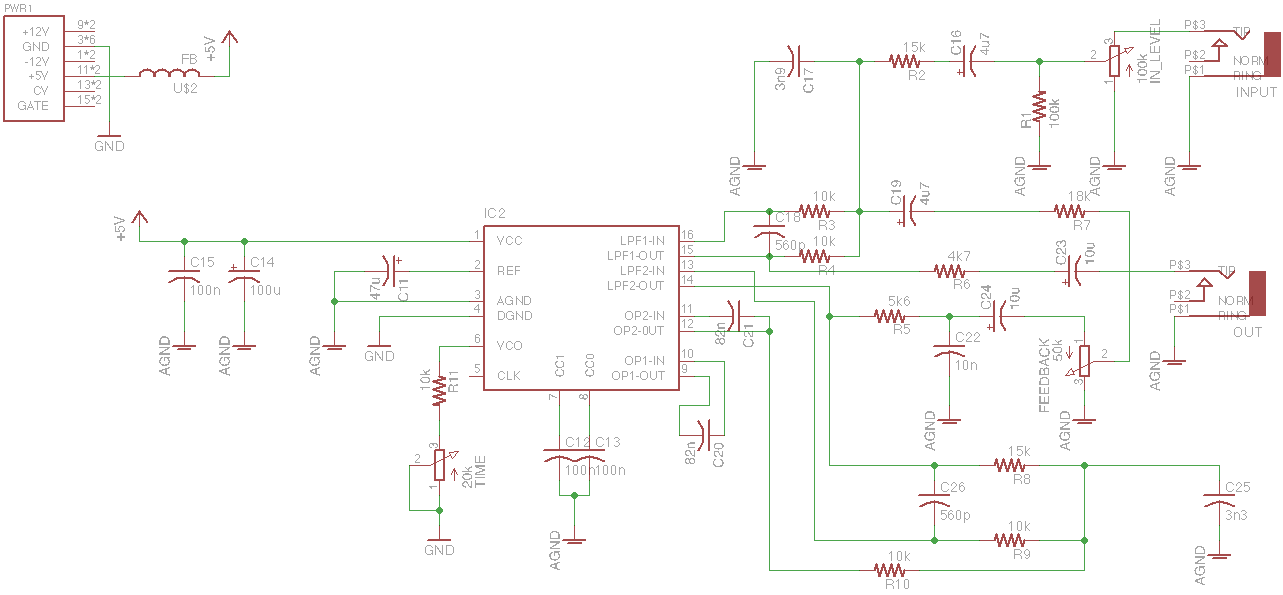 PWR1
+12V 9*2
GND 3*6
-12V 1*2
+5V 11*2
CV 13*2
GATE 15*2
GND
FB
U$2
+5V
3n9
C17
15k
R2
C16
4u7
R1
100k
2
3
1
100k
IN_LEVEL
P$3
TIP
P$2
NORM
P$1
RING
INPUT
AGND
AGND
AGND
AGND
+5V
C15
100n
C14
100u
47u
C11
AGND
AGND
AGND
GND
IC2
1 VCC
2 REF
3 AGND
4 DGND
6 VCO
5 CLK
LPF1-IN 16
LPF1-OUT 15
LPF2-IN 13
LPF2-OUT 14
OP2-IN 11
OP2-OUT 12
OP1-IN 10
OP1-OUT 9
CC1
CC0
7
8
C18
560p
10k
R3
10k
R4
C19
4u7
18k
R7
4k7
R6
C23
10u
5k6
R5
C24
10u
C22
10n
82n
C21
82n
C20
FEEDBACK
50k
1
2
3
P$3
TIP
P$2
NORM
P$1
RING
OUT
AGND
AGND
AGND
10k
R11
3
2
1
20k
TIME
GND
C12
100n
C13
100n
AGND
15k
R8
C26
560p
10k
R9
10k
R10
C25
3n3
AGND